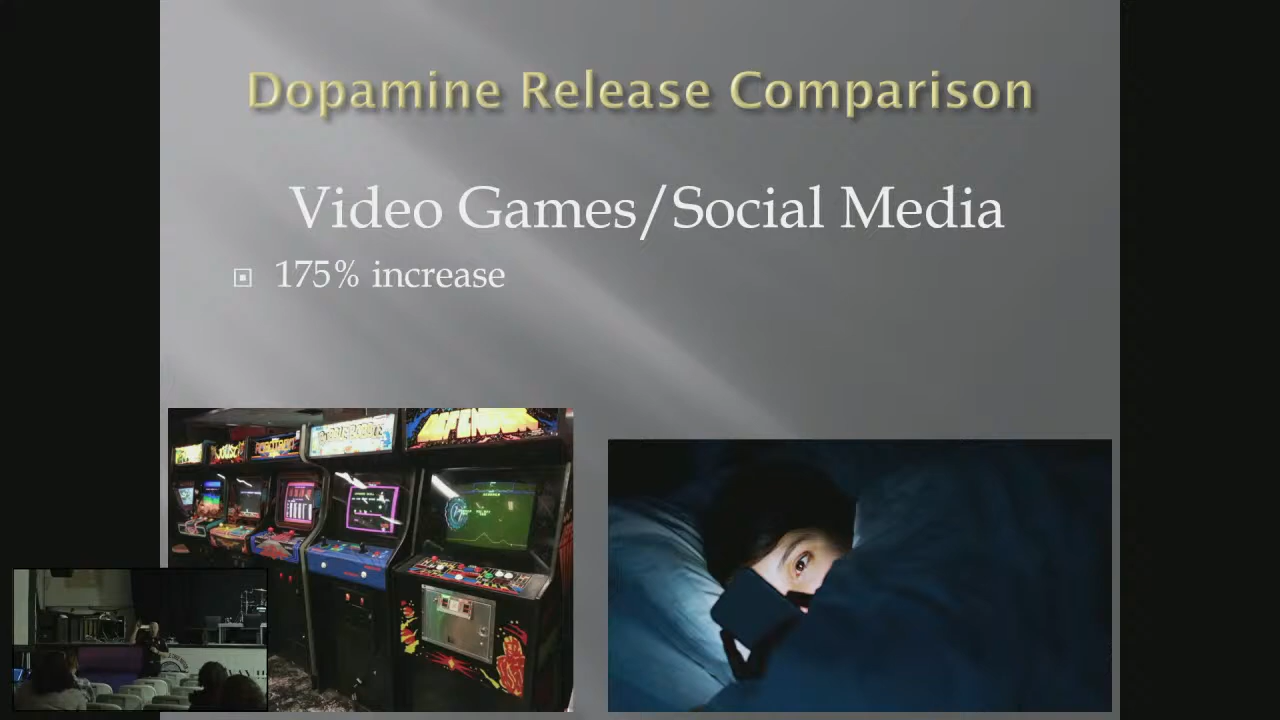 Dopamine Release Comparison
Video Games/Social Media
175% increase
DEFENDER